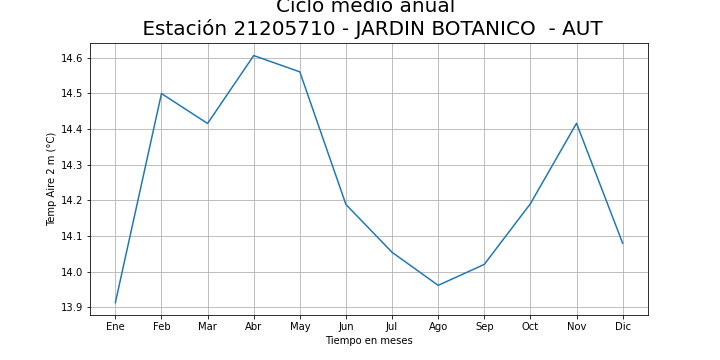 Ciclo medio anual
Estación 21205710 - JARDIN BOTANICO  - AUT
Temp Aire 2 m (°C)
14.6
14.5
14.4
14.3
14.2
14.1
14.0
13.9
Ene Feb Mar Abr May Jun Jul Ago Sep Oct Nov Dic
Tiempo en meses